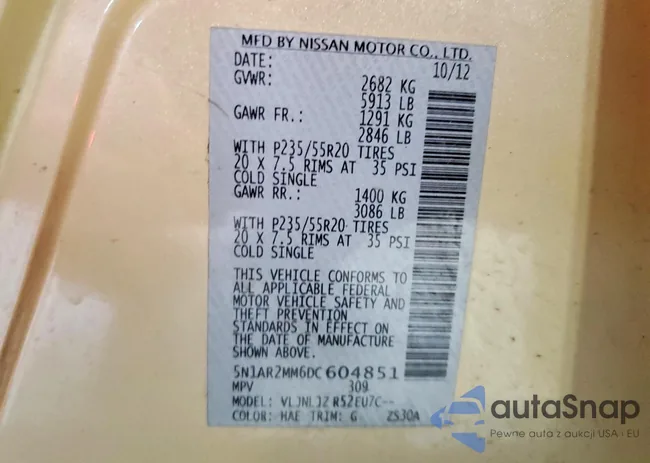 MFD BY NISSAN MOTOR CO., LTD.
DATE: 10/12
GVWR: 2682 KG
5913 LB
GAWR FR.: 1291 KG
2846 LB
WITH P235/55R20 TIRES
20 X 7.5 RIMS AT 35 PSI
COLD SINGLE
GAWR RR.: 1400 KG
3086 LB
WITH P235/55R20 TIRES
20 X 7.5 RIMS AT 35 PSI
COLD SINGLE
THIS VEHICLE CONFORMS TO
ALL APPLICABLE FEDERAL
MOTOR VEHICLE SAFETY AND
THEFT PREVENTION
STANDARDS IN EFFECT ON
THE DATE OF MANUFACTURE
SHOWN ABOVE.
5N1AR2MM6DC604851
MPV 309
MODEL: VLJNLJZ R52EU7C--
COLOR: HAE TRIM: G ZS30A
autoSnap
Pewne auta z aukcji USA i EU